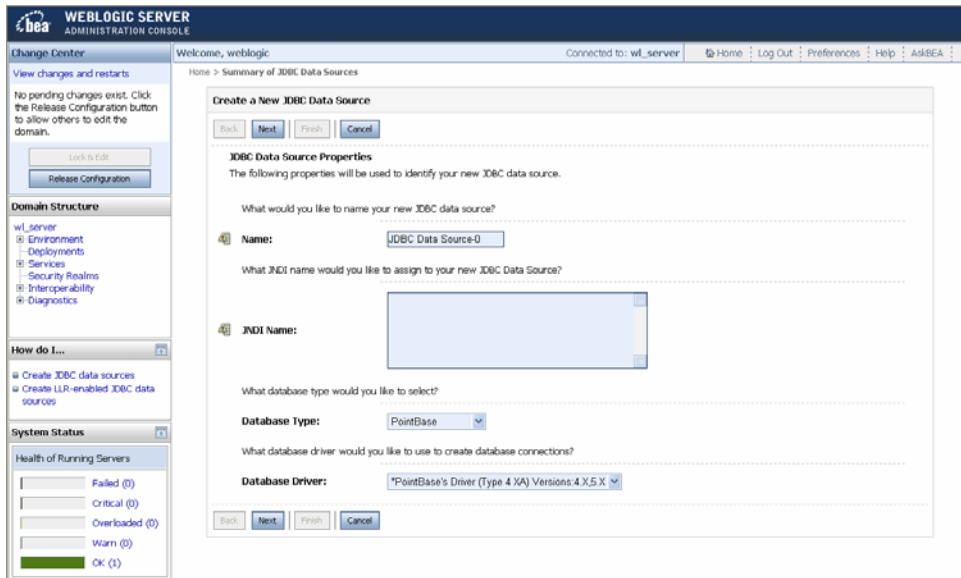 bea
WEBLOGIC SERVER
ADMINISTRATION CONSOLE
Change Center
View changes and restarts
No pending changes exist. Click
the Release Configuration button
to allow others to edit the
domain.
Lock & Edit
Release Configuration
Domain Structure
wl_server
Environment
Deployments
Services
Security Realms
Interoperability
Diagnostics
How do I...
Create JDBC data sources
Create LLR-enabled JDBC data
sources
System Status
Health of Running Servers
Failed (0)
Critical (0)
Overloaded (0)
Warn (0)
OK (1)
Welcome, weblogic
Connected to: wl_server
Home
Log Out
Preferences
Help
AskBEA
Home > Summary of JDBC Data Sources
Create a New JDBC Data Source
Back Next Finish Cancel
JDBC Data Source Properties
The following properties will be used to identify your new JDBC data source.
What would you like to name your new JDBC data source?
Name: JDBC Data Source-0
What JNDI name would you like to assign to your new JDBC Data Source?
JNDI Name:
What database type would you like to select?
Database Type: PointBase
What database driver would you like to use to create database connections?
Database Driver: *PointBase's Driver (Type 4 XA) Versions:4.X,5.X
Back Next Finish Cancel